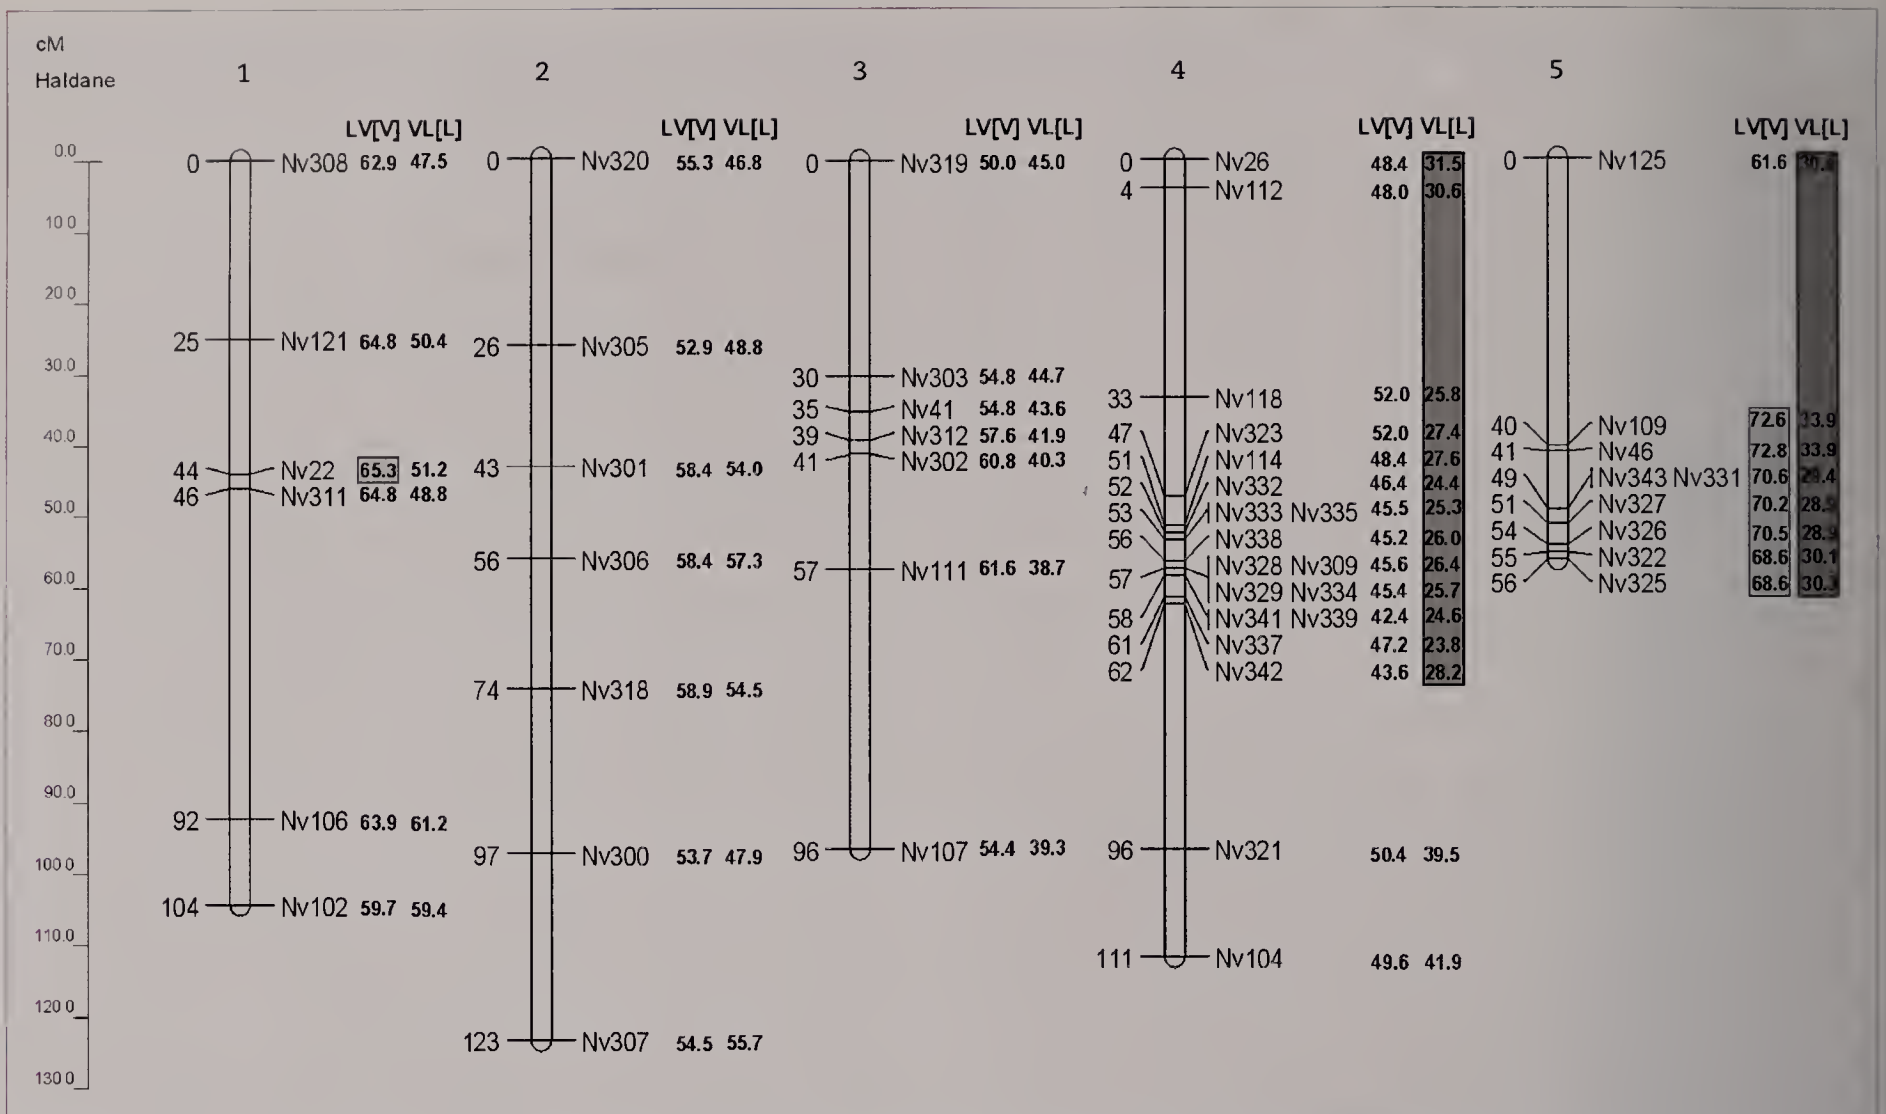 cM
Haldane
1 2 3 4 5
LV[V] VL[L] LV[V] VL[L] LV[V] VL[L] LV[V] VL[L] LV[V] VL[L]
0.0
10 0
20 0
30.0
40.0
50.0
60.0
70.0
80 0
90.0
100.0
110.0
120 0
130 0
0 Nv308 62.9 47.5
25 Nv121 64.8 50.4
44 Nv22 65.3 51.2
46 Nv311 64.8 48.8
92 Nv106 63.9 61.2
104 Nv102 59.7 59.4
0 Nv320 55.3 46.8
26 Nv305 52.9 48.8
43 Nv301 58.4 54.0
56 Nv306 58.4 57.3
74 Nv318 58.9 54.5
97 Nv300 53.7 47.9
123 Nv307 54.5 55.7
0 Nv319 50.0 45.0
30 Nv303 54.8 44.7
35 Nv41 54.8 43.6
39 Nv312 57.6 41.9
41 Nv302 60.8 40.3
57 Nv111 61.6 38.7
96 Nv107 54.4 39.3
0 Nv26 48.4 31.5
4 Nv112 48.0 30.6
33 Nv118 52.0 25.8
47 Nv323 52.0 27.4
51 Nv114 48.4 27.6
52 Nv332 46.4 24.4
53 Nv333 Nv335 45.5 25.3
56 Nv338 45.2 26.0
57 Nv328 Nv309 45.6 26.4
Nv329 Nv334 45.4 25.7
58 Nv341 Nv339 42.4 24.6
61 Nv337 47.2 23.8
62 Nv342 43.6 28.2
96 Nv321 50.4 39.5
111 Nv104 49.6 41.9
0 Nv125 61.6
40 Nv109 72.6 33.9
41 Nv46 72.8 33.9
49 Nv343 Nv331 70.6
51 Nv327 70.2 28.9
54 Nv326 70.5 28.9
55 Nv322 68.6 30.1
56 Nv325 68.6 30.3